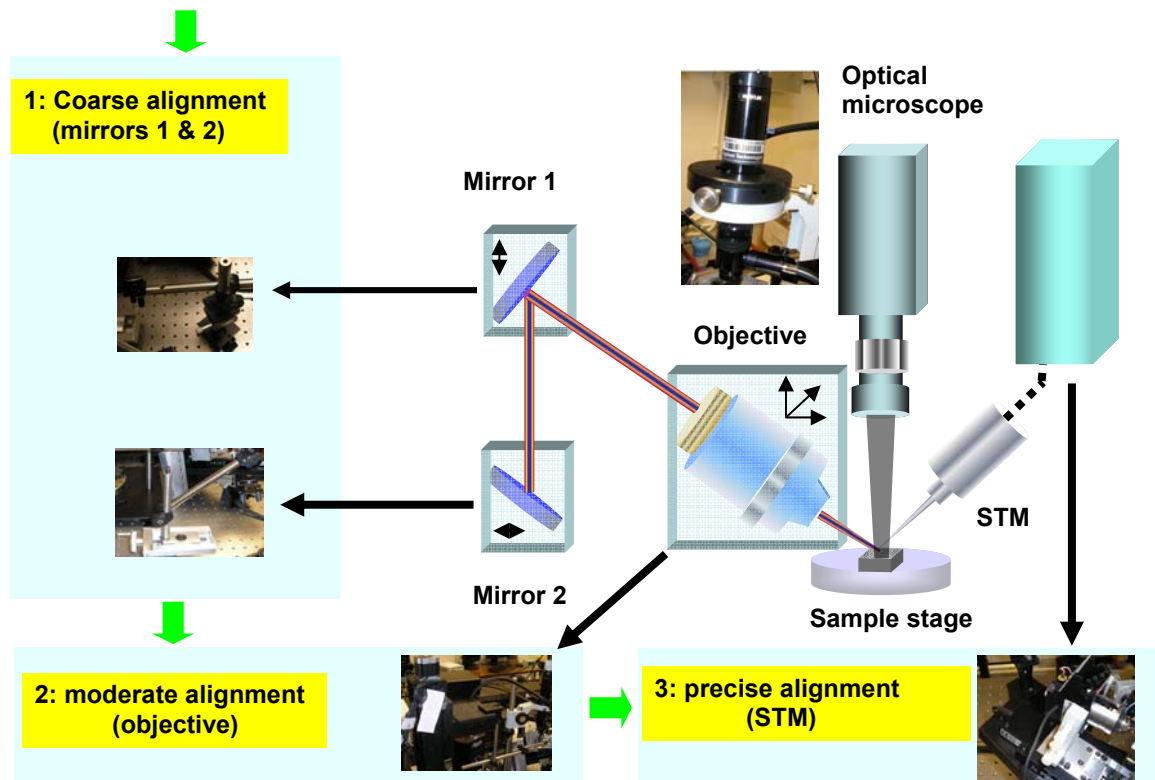 1: Coarse alignment
(mirrors 1 & 2)
Optical
microscope
Mirror 1
Objective
STM
Mirror 2
Sample stage
2: moderate alignment
(objective)
3: precise alignment
(STM)